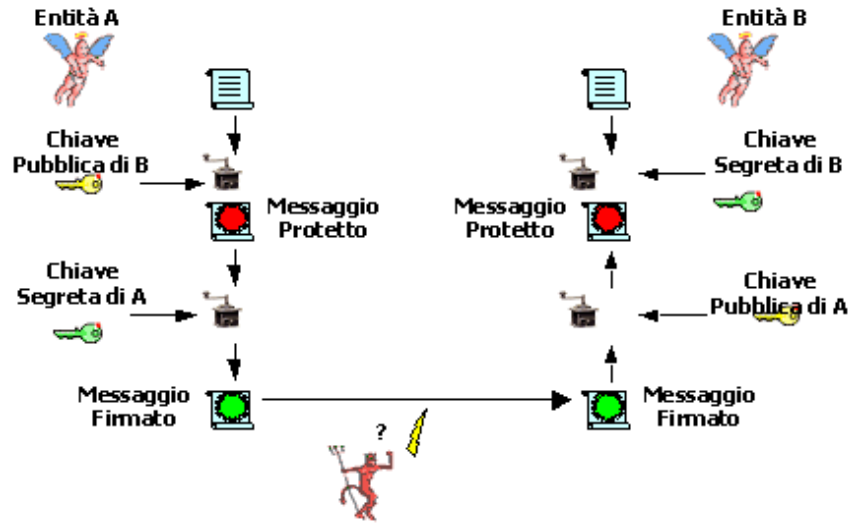 Entità A
Entità B
Chiave
Pubblica di B
Chiave
Segreta di B
Messaggio
Protetto
Messaggio
Protetto
Chiave
Segreta di A
Chiave
Pubblica di A
Messaggio
Firmato
Messaggio
Firmato
?